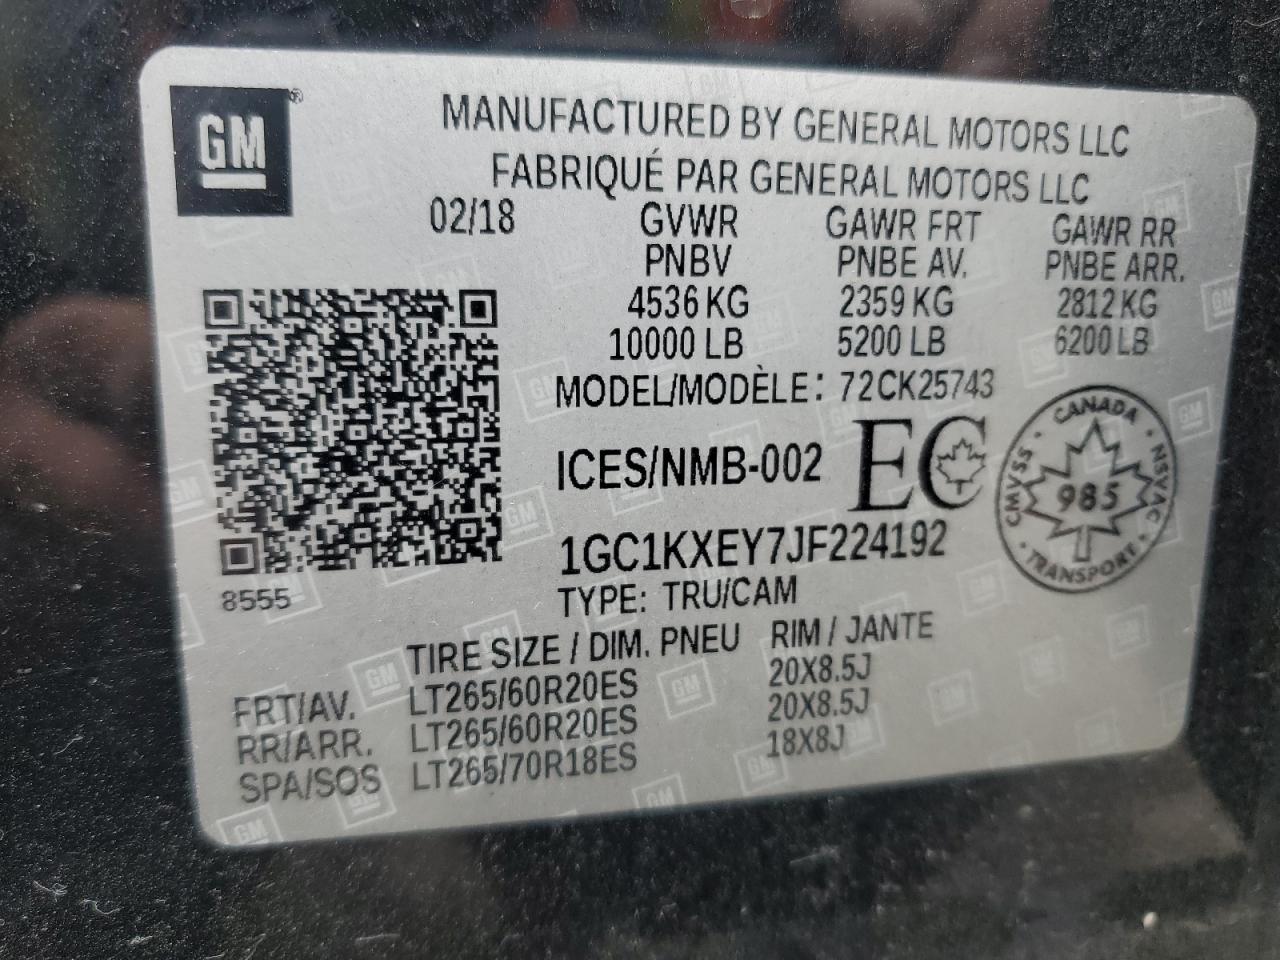 GM®
MANUFACTURED BY GENERAL MOTORS LLC
FABRIQUÉ PAR GENERAL MOTORS LLC
02/18 GVWR GAWR FRT GAWR RR
PNBV PNBE AV. PNBE ARR.
4536 KG 2359 KG 2812 KG
10000 LB 5200 LB 6200 LB
MODEL/MODÈLE: 72CK25743
ICES/NMB-002 EC
CANADA
CMVSS 985 NSVAC
TRANSPORT
1GC1KXEY7JF224192
8555
TYPE: TRU/CAM
TIRE SIZE / DIM. PNEU RIM / JANTE
FRT/AV. LT265/60R20ES 20X8.5J
RR/ARR. LT265/60R20ES 20X8.5J
SPA/SOS LT265/70R18ES 18X8J